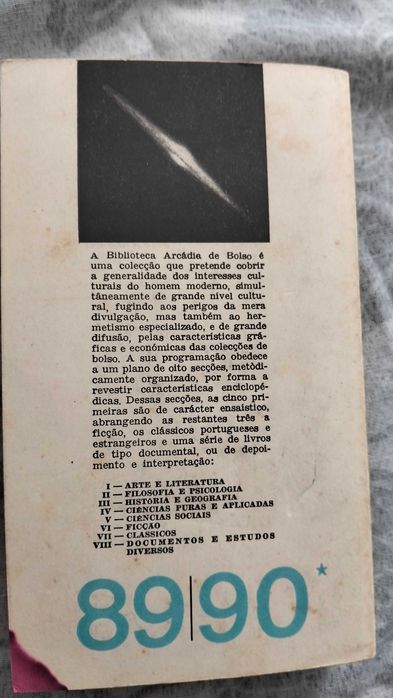 A Biblioteca Arcádia de Bolso é
uma colecção que pretende cobrir
a generalidade dos interesses cul-
turais do homem moderno, simul-
tâneamente de grande nível cultu-
ral, fugindo aos perigos da mera
divulgação, mas também ao her-
metismo especializado, e de grande
difusão, pelas características grá-
ficas e económicas das colecções de
bolso. A sua programação obedece
a um plano de oito secções, metòdi-
camente organizado, por forma a
revestir características enciclopé-
dicas. Dessas secções, as cinco pri-
meiras são de carácter ensaístico,
abrangendo as restantes três a
ficção, os clássicos portugueses e
estrangeiros e uma série de livros
de tipo documental, ou de depoi-
mento e interpretação:
I — ARTE E LITERATURA
II — FILOSOFIA E PSICOLOGIA
III — HISTÓRIA E GEOGRAFIA
IV — CIÊNCIAS PURAS E APLICADAS
V — CIÊNCIAS SOCIAIS
VI — FICÇÃO
VII — CLÁSSICOS
VIII — DOCUMENTOS E ESTUDOS
DIVERSOS
89|90*